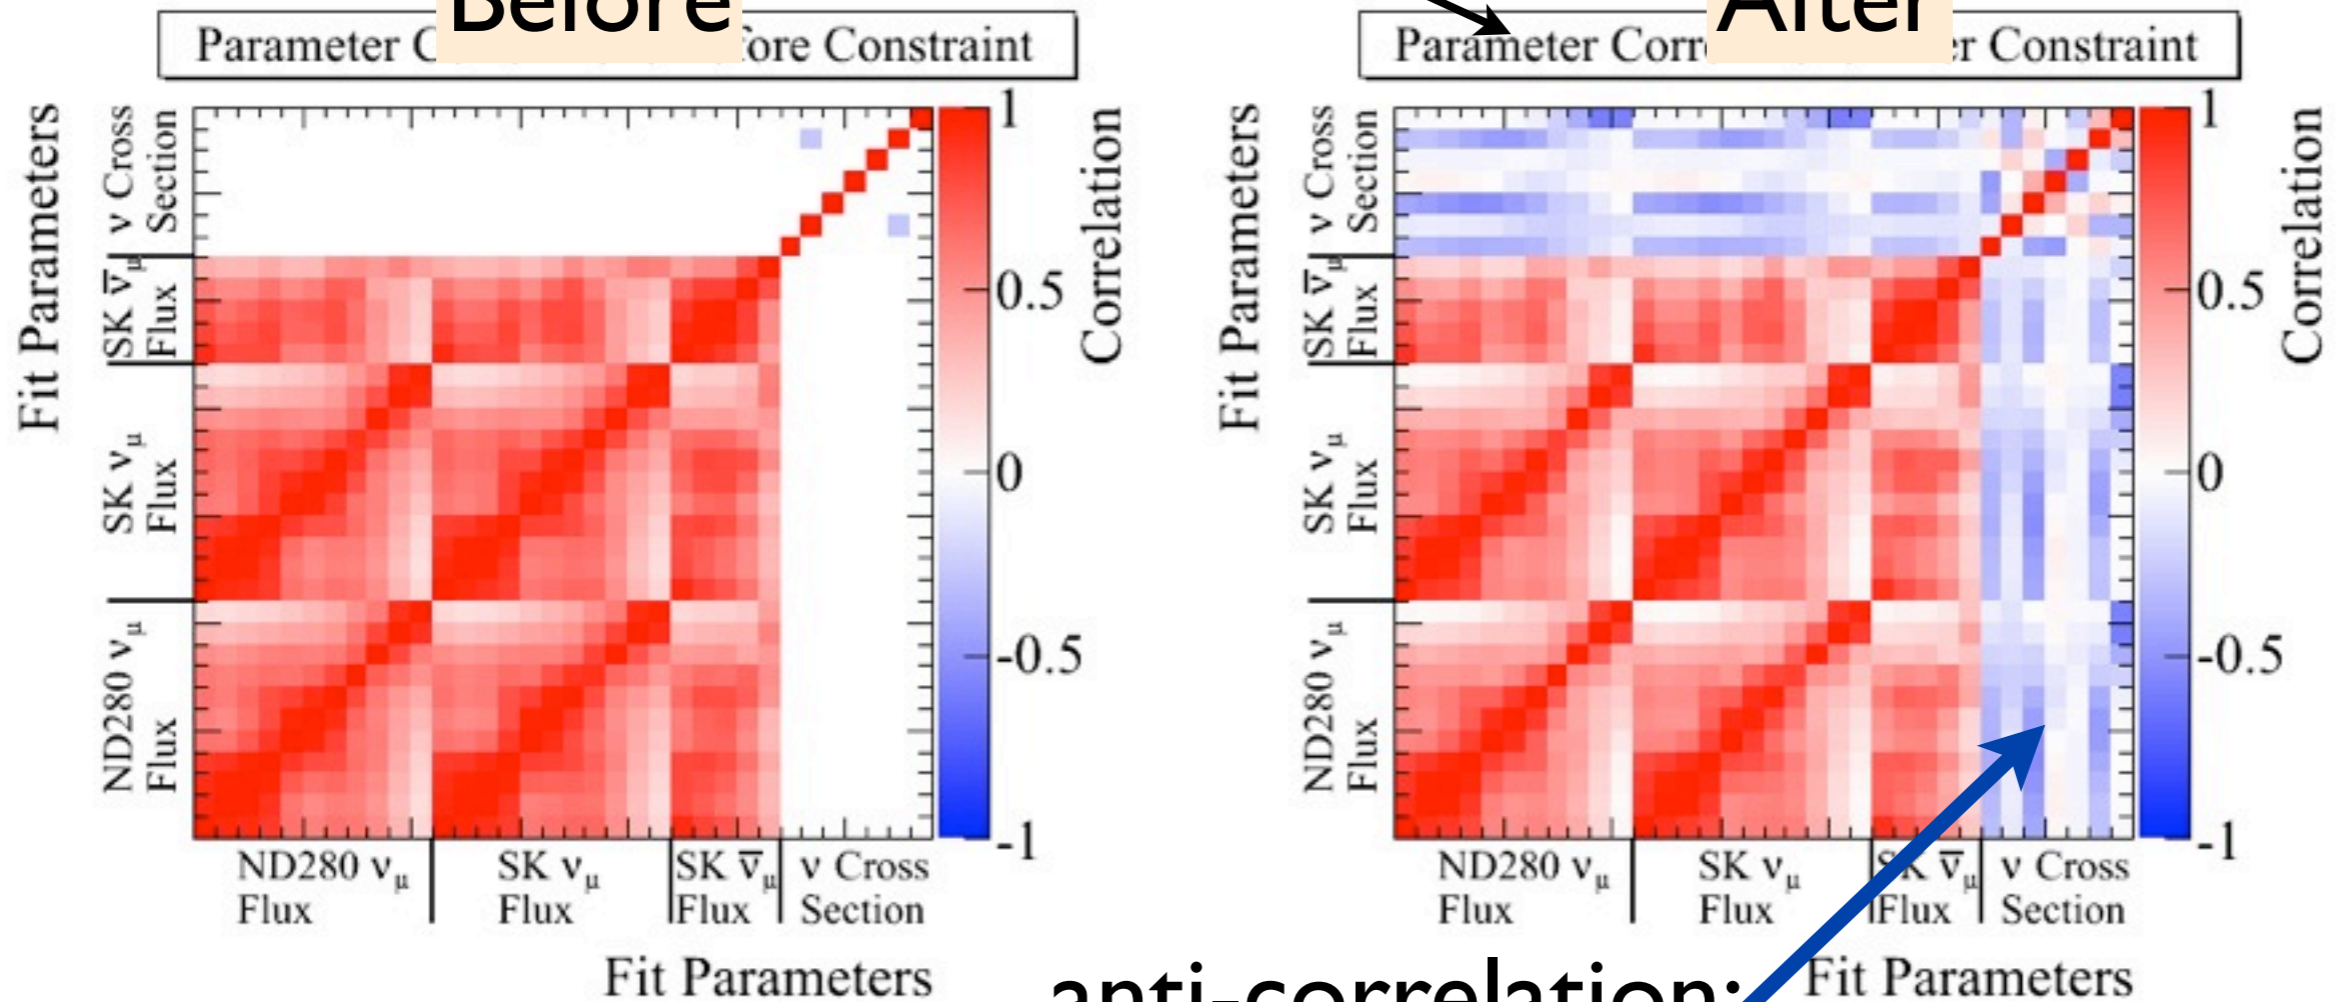 Before
Parameter C fore Constraint
Fit Parameters
ν Cross
Section
SK ν̅μ
Flux
SK νμ
Flux
ND280 νμ
Flux
1
0.5
0
-0.5
-1
Correlation
ND280 νμ
Flux
SK νμ
Flux
SK ν̅μ
Flux
ν Cross
Section
Fit Parameters
After
Parameter Corr er Constraint
Fit Parameters
ν Cross
Section
SK ν̅μ
Flux
SK νμ
Flux
ND280 νμ
Flux
1
0.5
0
-0.5
-1
Correlation
ND280 νμ
Flux
SK νμ
Flux
SK ν̅μ
Flux
ν Cross
Section
Fit Parameters
anti-correlation: